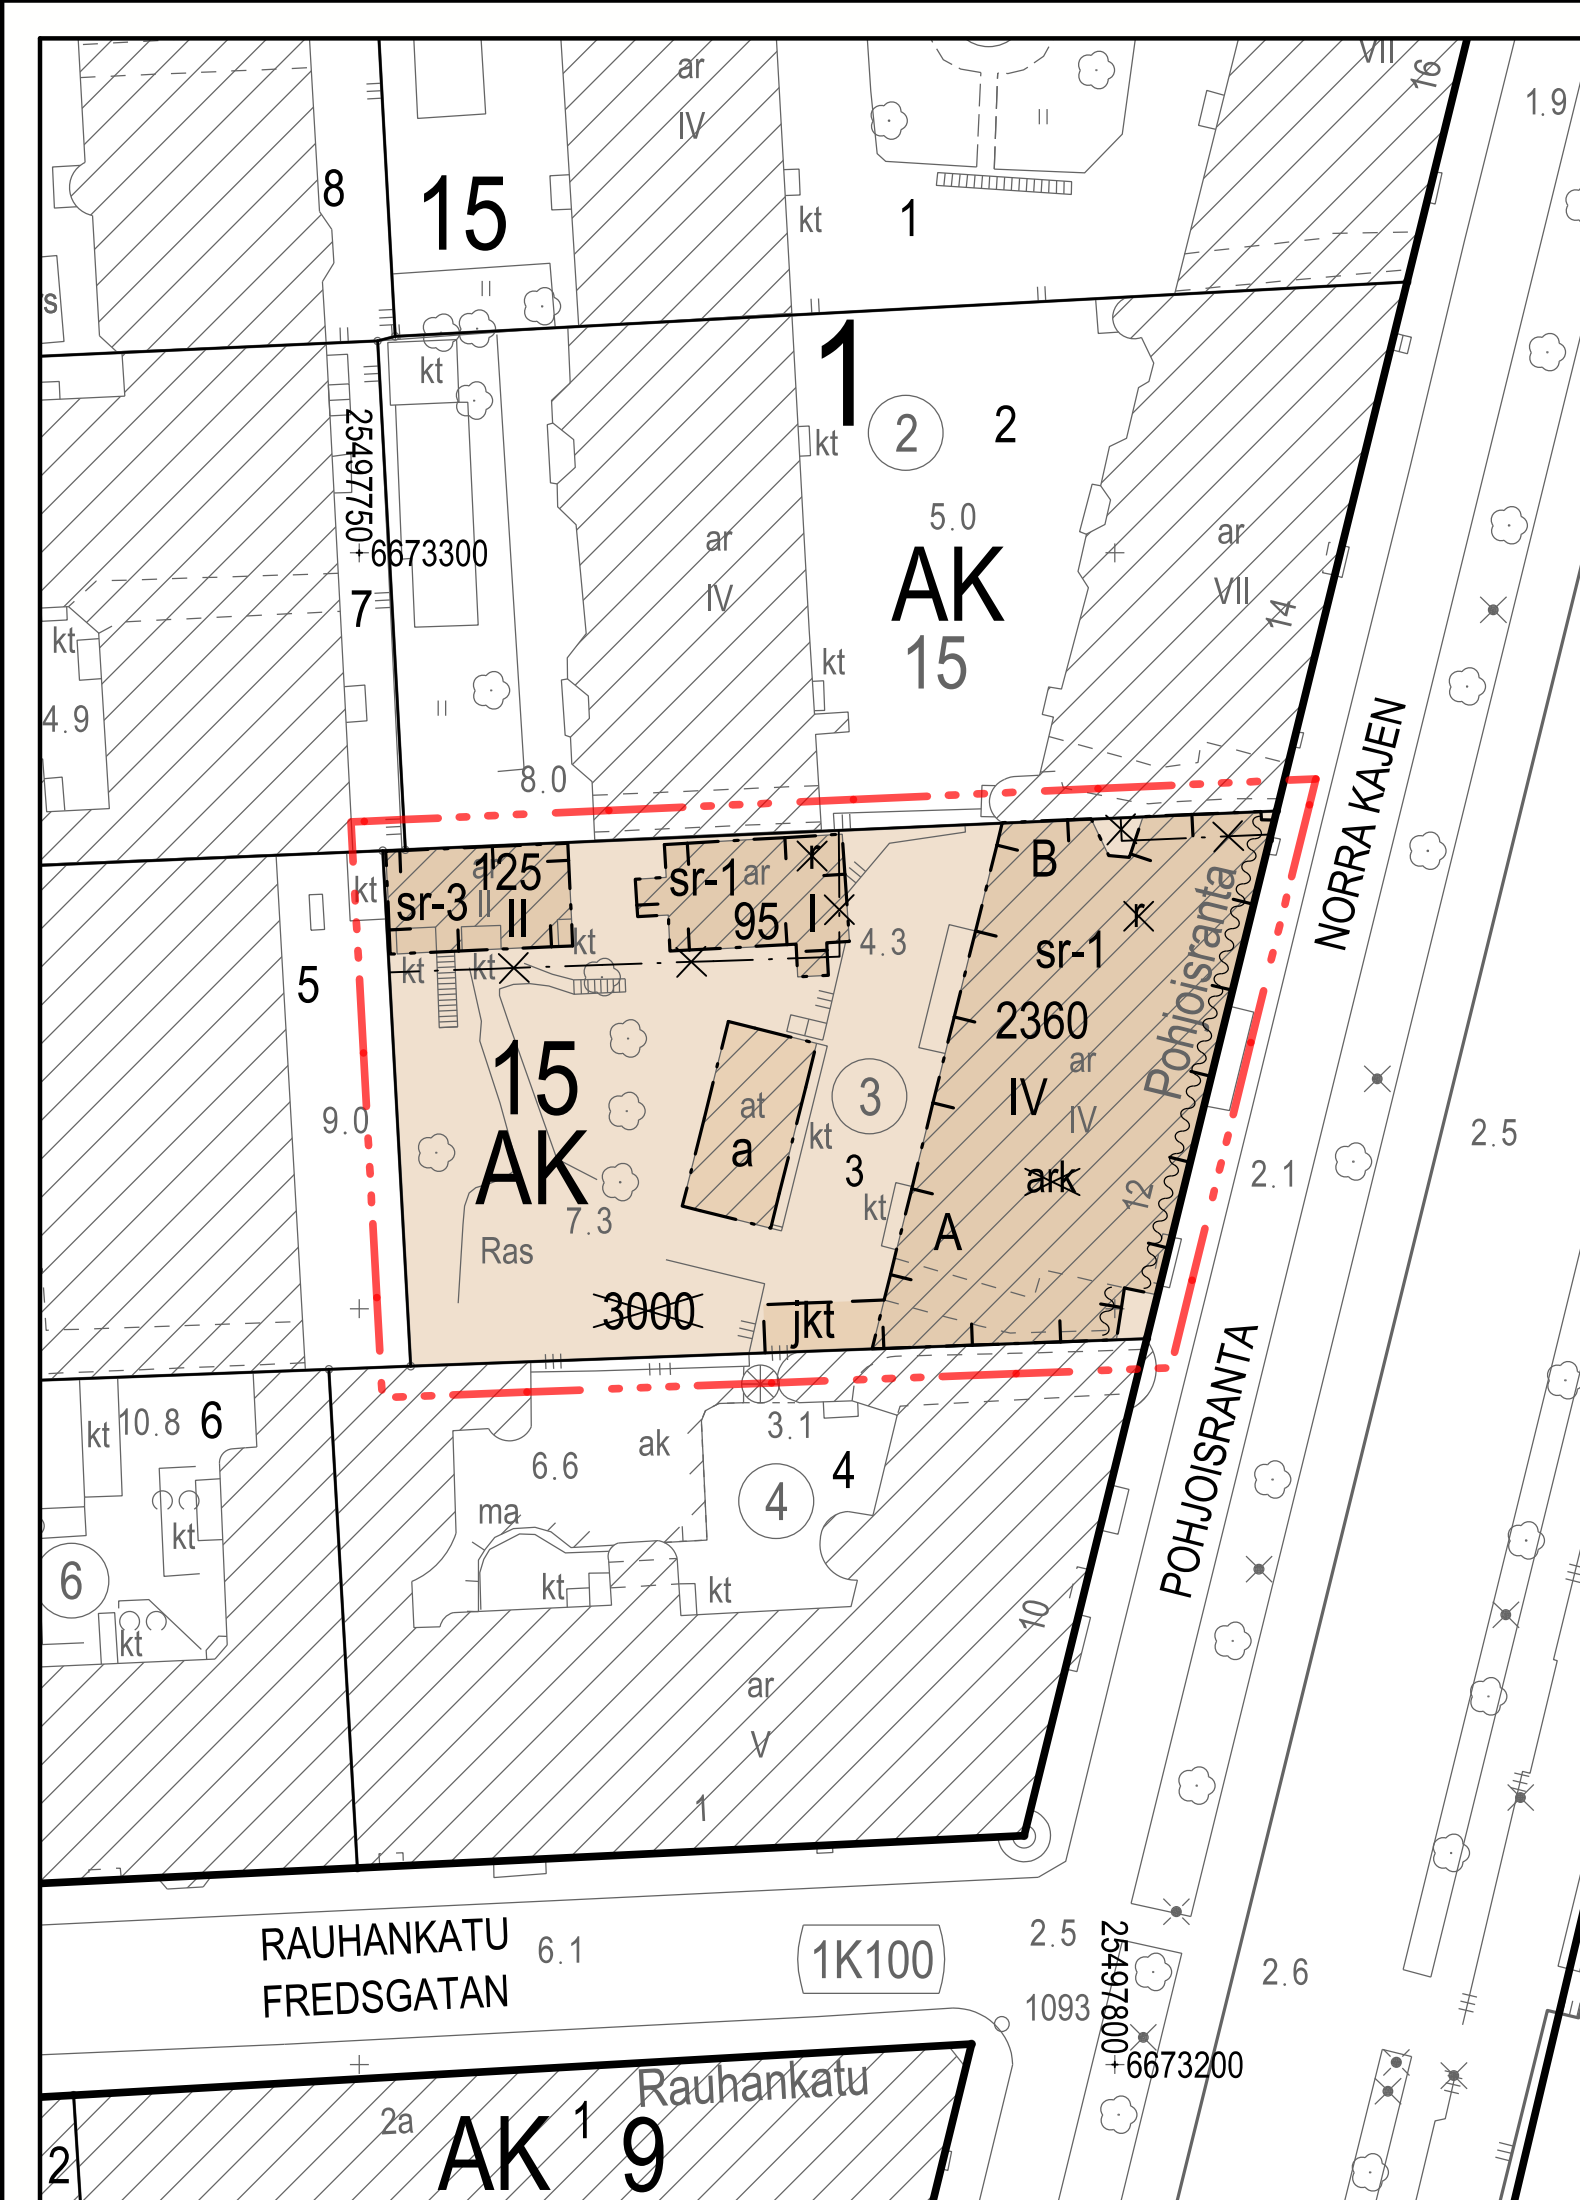 ar
IV
VII
16
1.9
8
15
kt
1
rs
kt
1
2
2
kt
25497750
6673300
5.0
ar
IV
AK
15
ar
VII
14
7
kt
4.9
kt
8.0
NORRA KAJEN
kt
125
ar
sr-3
II
II
kt
kt
kt
sr-1
ar
r
95
I
4.3
B
r
sr-1
2360
ar
IV
IV
ark
A
Pohjoisranta
12
5
9.0
15
AK
7.3
Ras
at
a
kt
3
3
kt
3000
jkt
2.1
2.5
POHJOISRANTA
kt
10.8
6
kt
6
kt
6.6
ak
3.1
4
4
ma
kt
kt
10
ar
V
1
RAUHANKATU
FREDSGATAN
6.1
1K100
2.5
1093
25497800
6673200
2.6
Rauhankatu
2a
AK
1
9
2